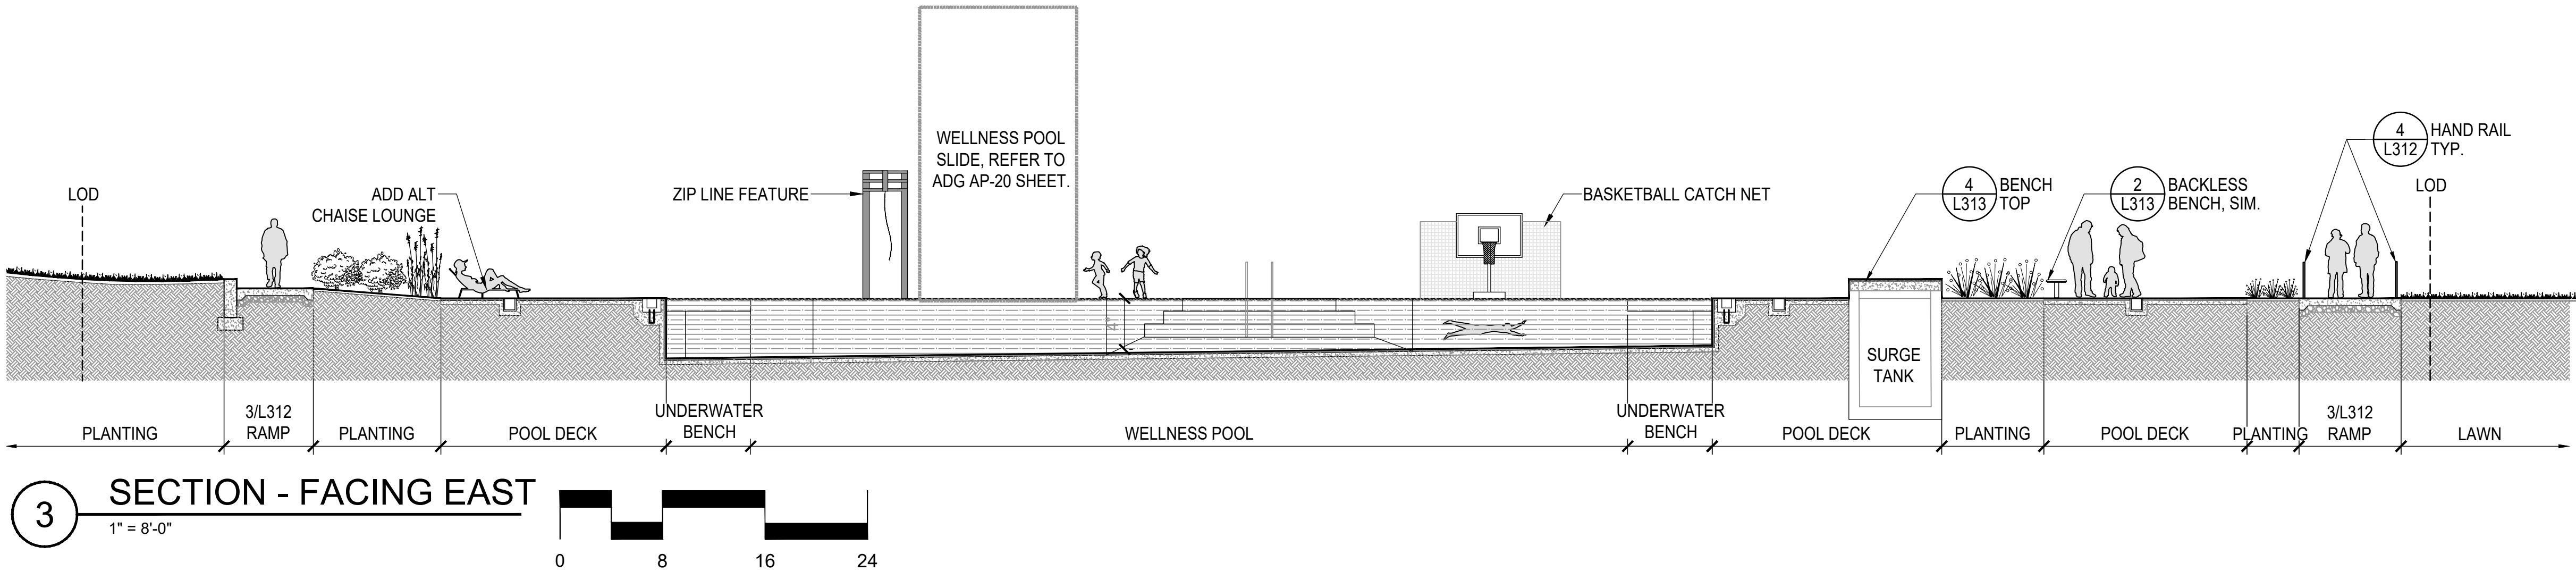 WELLNESS POOL
SLIDE, REFER TO
ADG AP-20 SHEET.
4
L312
HAND RAIL
TYP.
LOD
ADD ALT
CHAISE LOUNGE
ZIP LINE FEATURE
BASKETBALL CATCH NET
4
L313
BENCH
TOP
2
L313
BACKLESS
BENCH, SIM.
LOD
SURGE
TANK
PLANTING
3/L312
RAMP
PLANTING
POOL DECK
UNDERWATER
BENCH
WELLNESS POOL
UNDERWATER
BENCH
POOL DECK
PLANTING
POOL DECK
PLANTING
3/L312
RAMP
LAWN
3
SECTION - FACING EAST
1" = 8'-0"
0 8 16 24